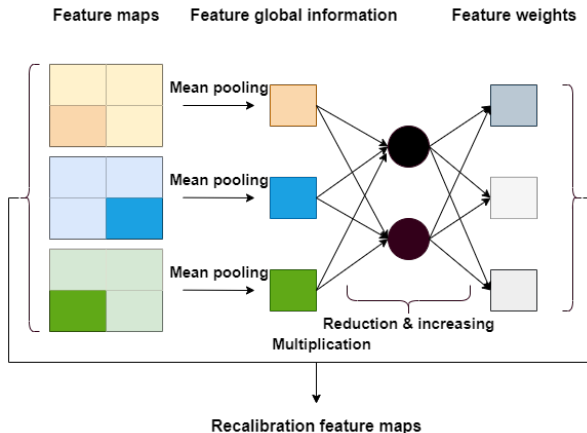 Feature maps
Feature global information
Feature weights
Mean pooling
Mean pooling
Mean pooling
Reduction & increasing
Multiplication
Recalibration feature maps